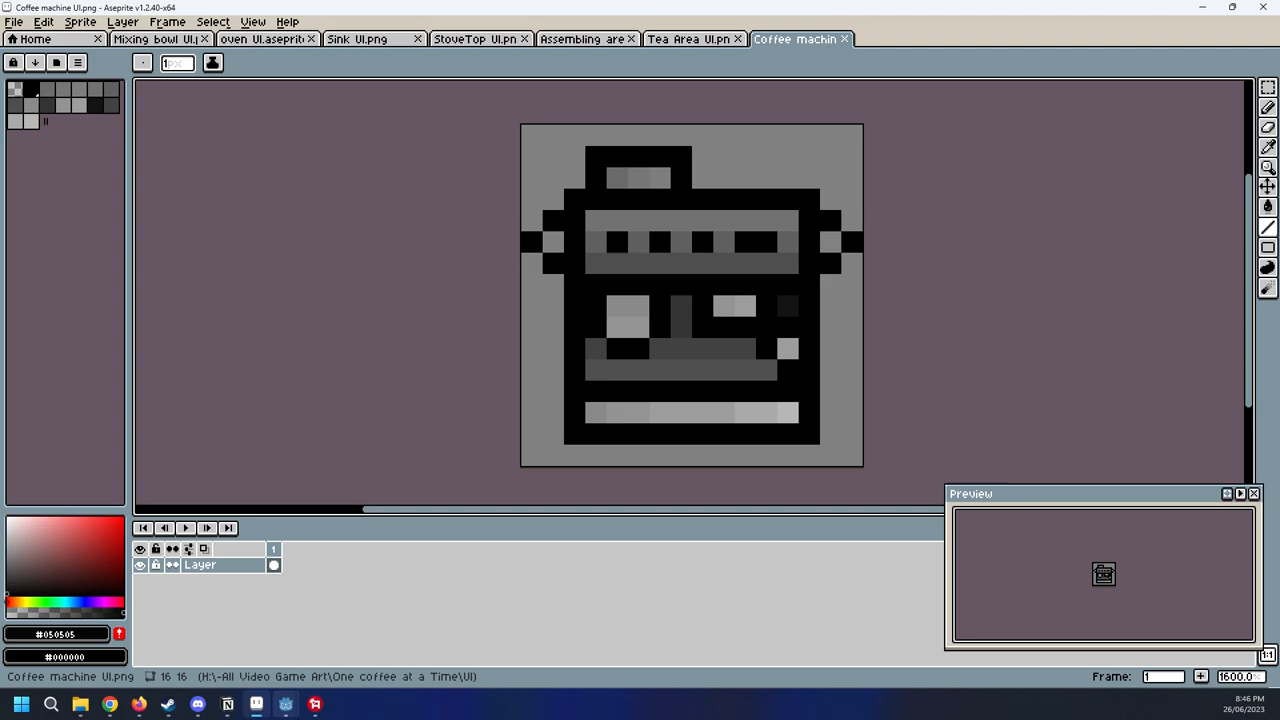 Coffee machine UI.png - Aseprite v1.2.40-x64
File Edit Sprite Layer Frame Select View Help
Home Mixing bowl UI.p oven UI.aseprite Sink UI.png StoveTop UI.pn Assembling are Tea Area UI.pn Coffee machin
1px
Preview
1
Layer
#050505
#000000
1:1
Coffee machine UI.png 16 16 (H:\-All Video Game Art\One coffee at a Time\UI) Frame: 1 1600.0
8:46 PM
26/06/2023